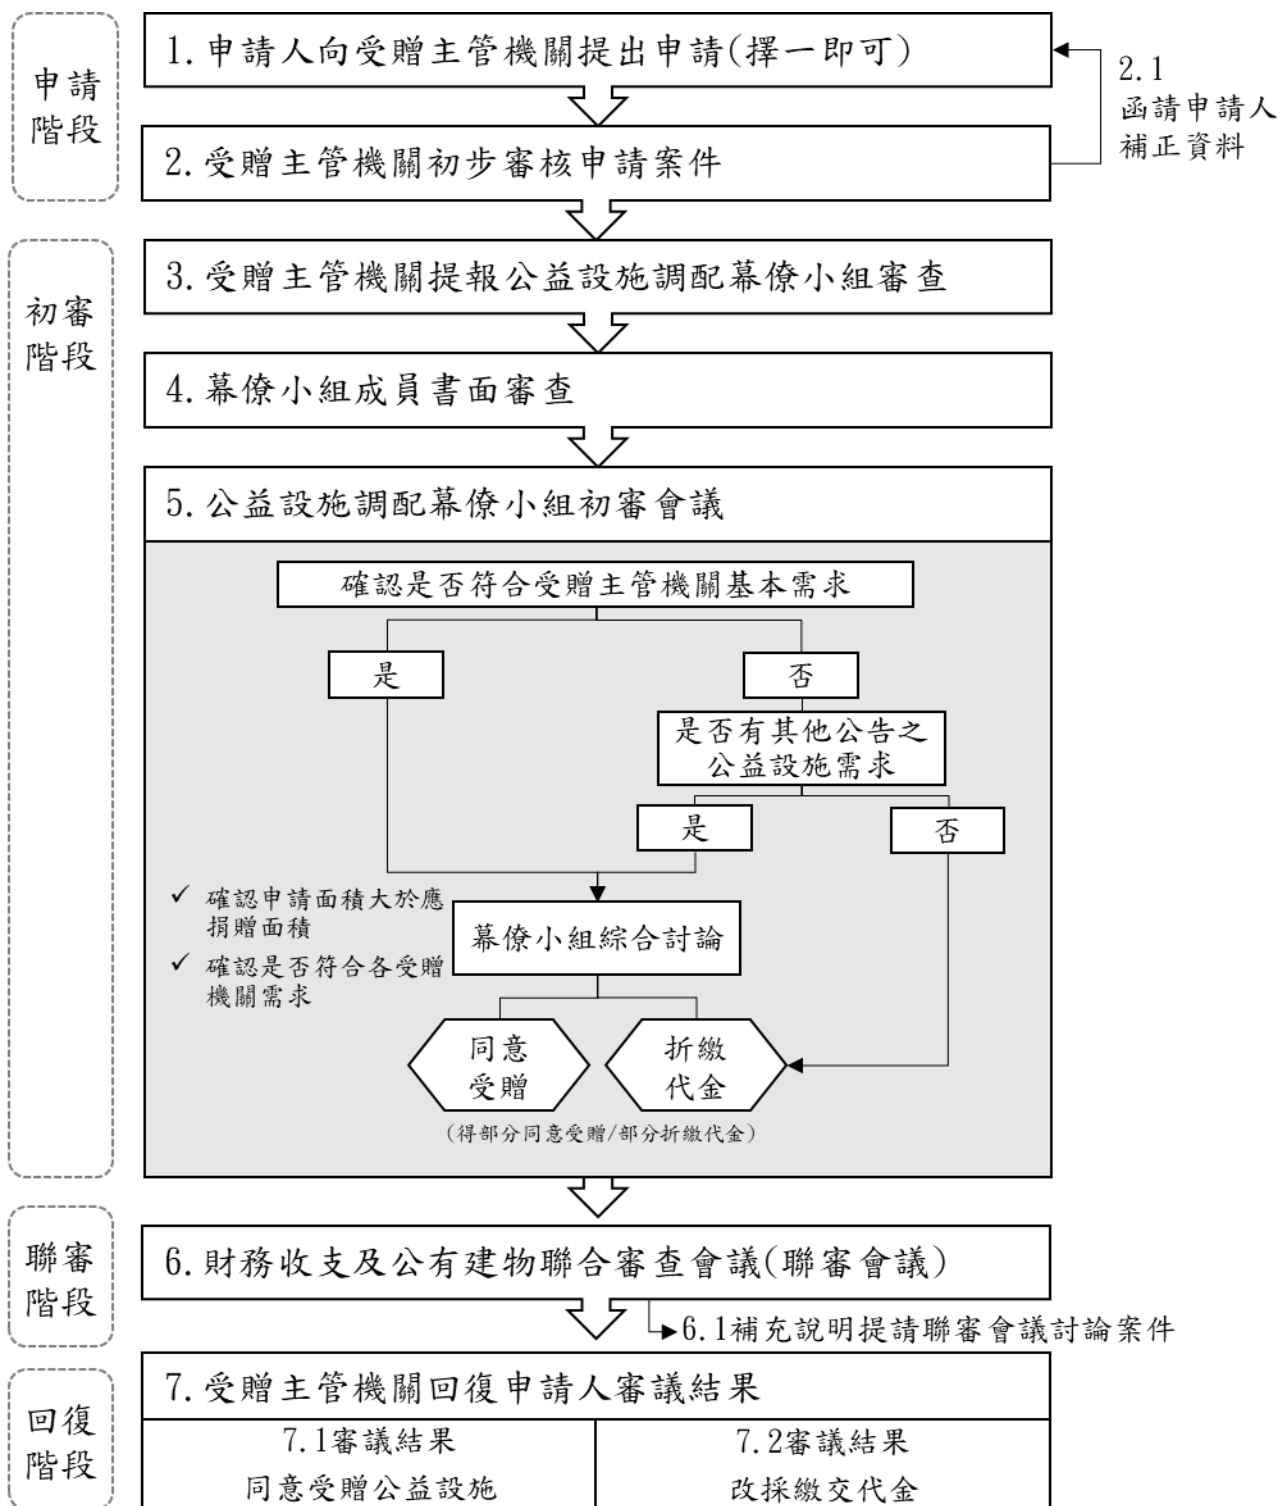 申請
階段
1.申請人向受贈主管機關提出申請(擇一即可)
2.1
函請申請人
補正資料
2.受贈主管機關初步審核申請案件
初審
階段
3.受贈主管機關提報公益設施調配幕僚小組審查
4.幕僚小組成員書面審查
5.公益設施調配幕僚小組初審會議
確認是否符合受贈主管機關基本需求
是
否
是否有其他公告之
公益設施需求
是
否
✓ 確認申請面積大於應
捐贈面積
✓ 確認是否符合各受贈
機關需求
幕僚小組綜合討論
同意
受贈
折繳
代金
(得部分同意受贈/部分折繳代金)
聯審
階段
6.財務收支及公有建物聯合審查會議(聯審會議)
6.1補充說明提請聯審會議討論案件
回復
階段
7.受贈主管機關回復申請人審議結果
7.1審議結果
同意受贈公益設施
7.2審議結果
改採繳交代金